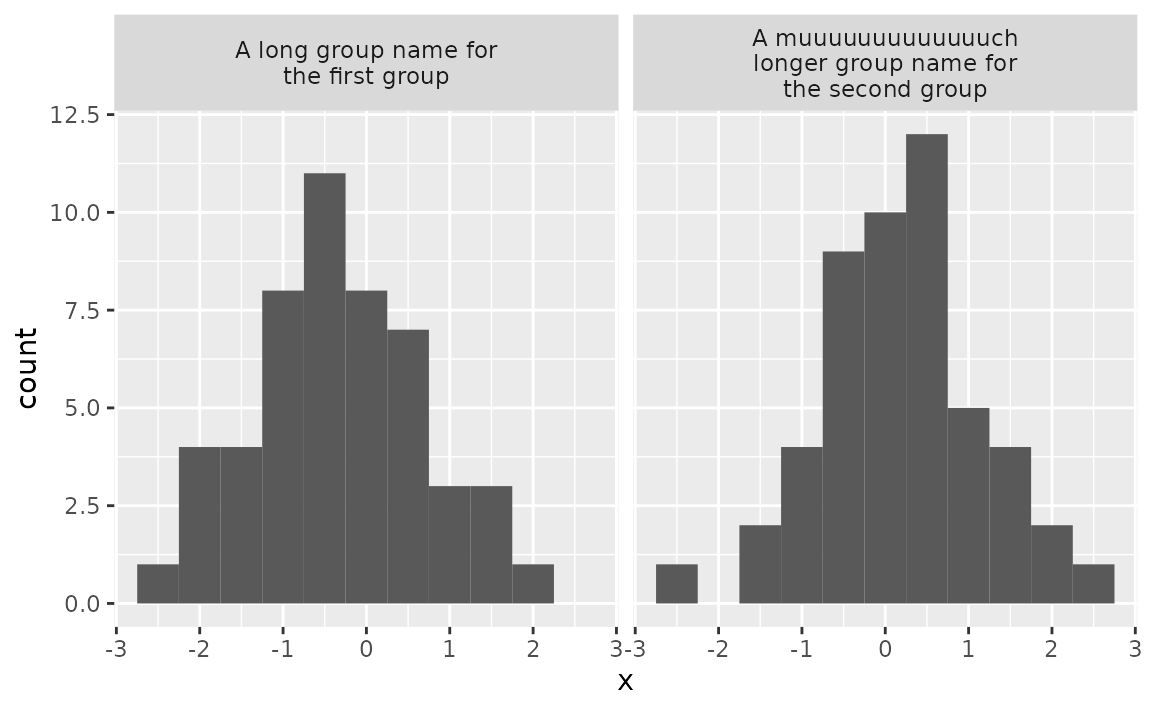 A long group name for
the first group
A muuuuuuuuuuuuuch
longer group name for
the second group
12.5
10.0
7.5
5.0
2.5
0.0
count
-3 -2 -1 0 1 2 3
-3 -2 -1 0 1 2 3
x